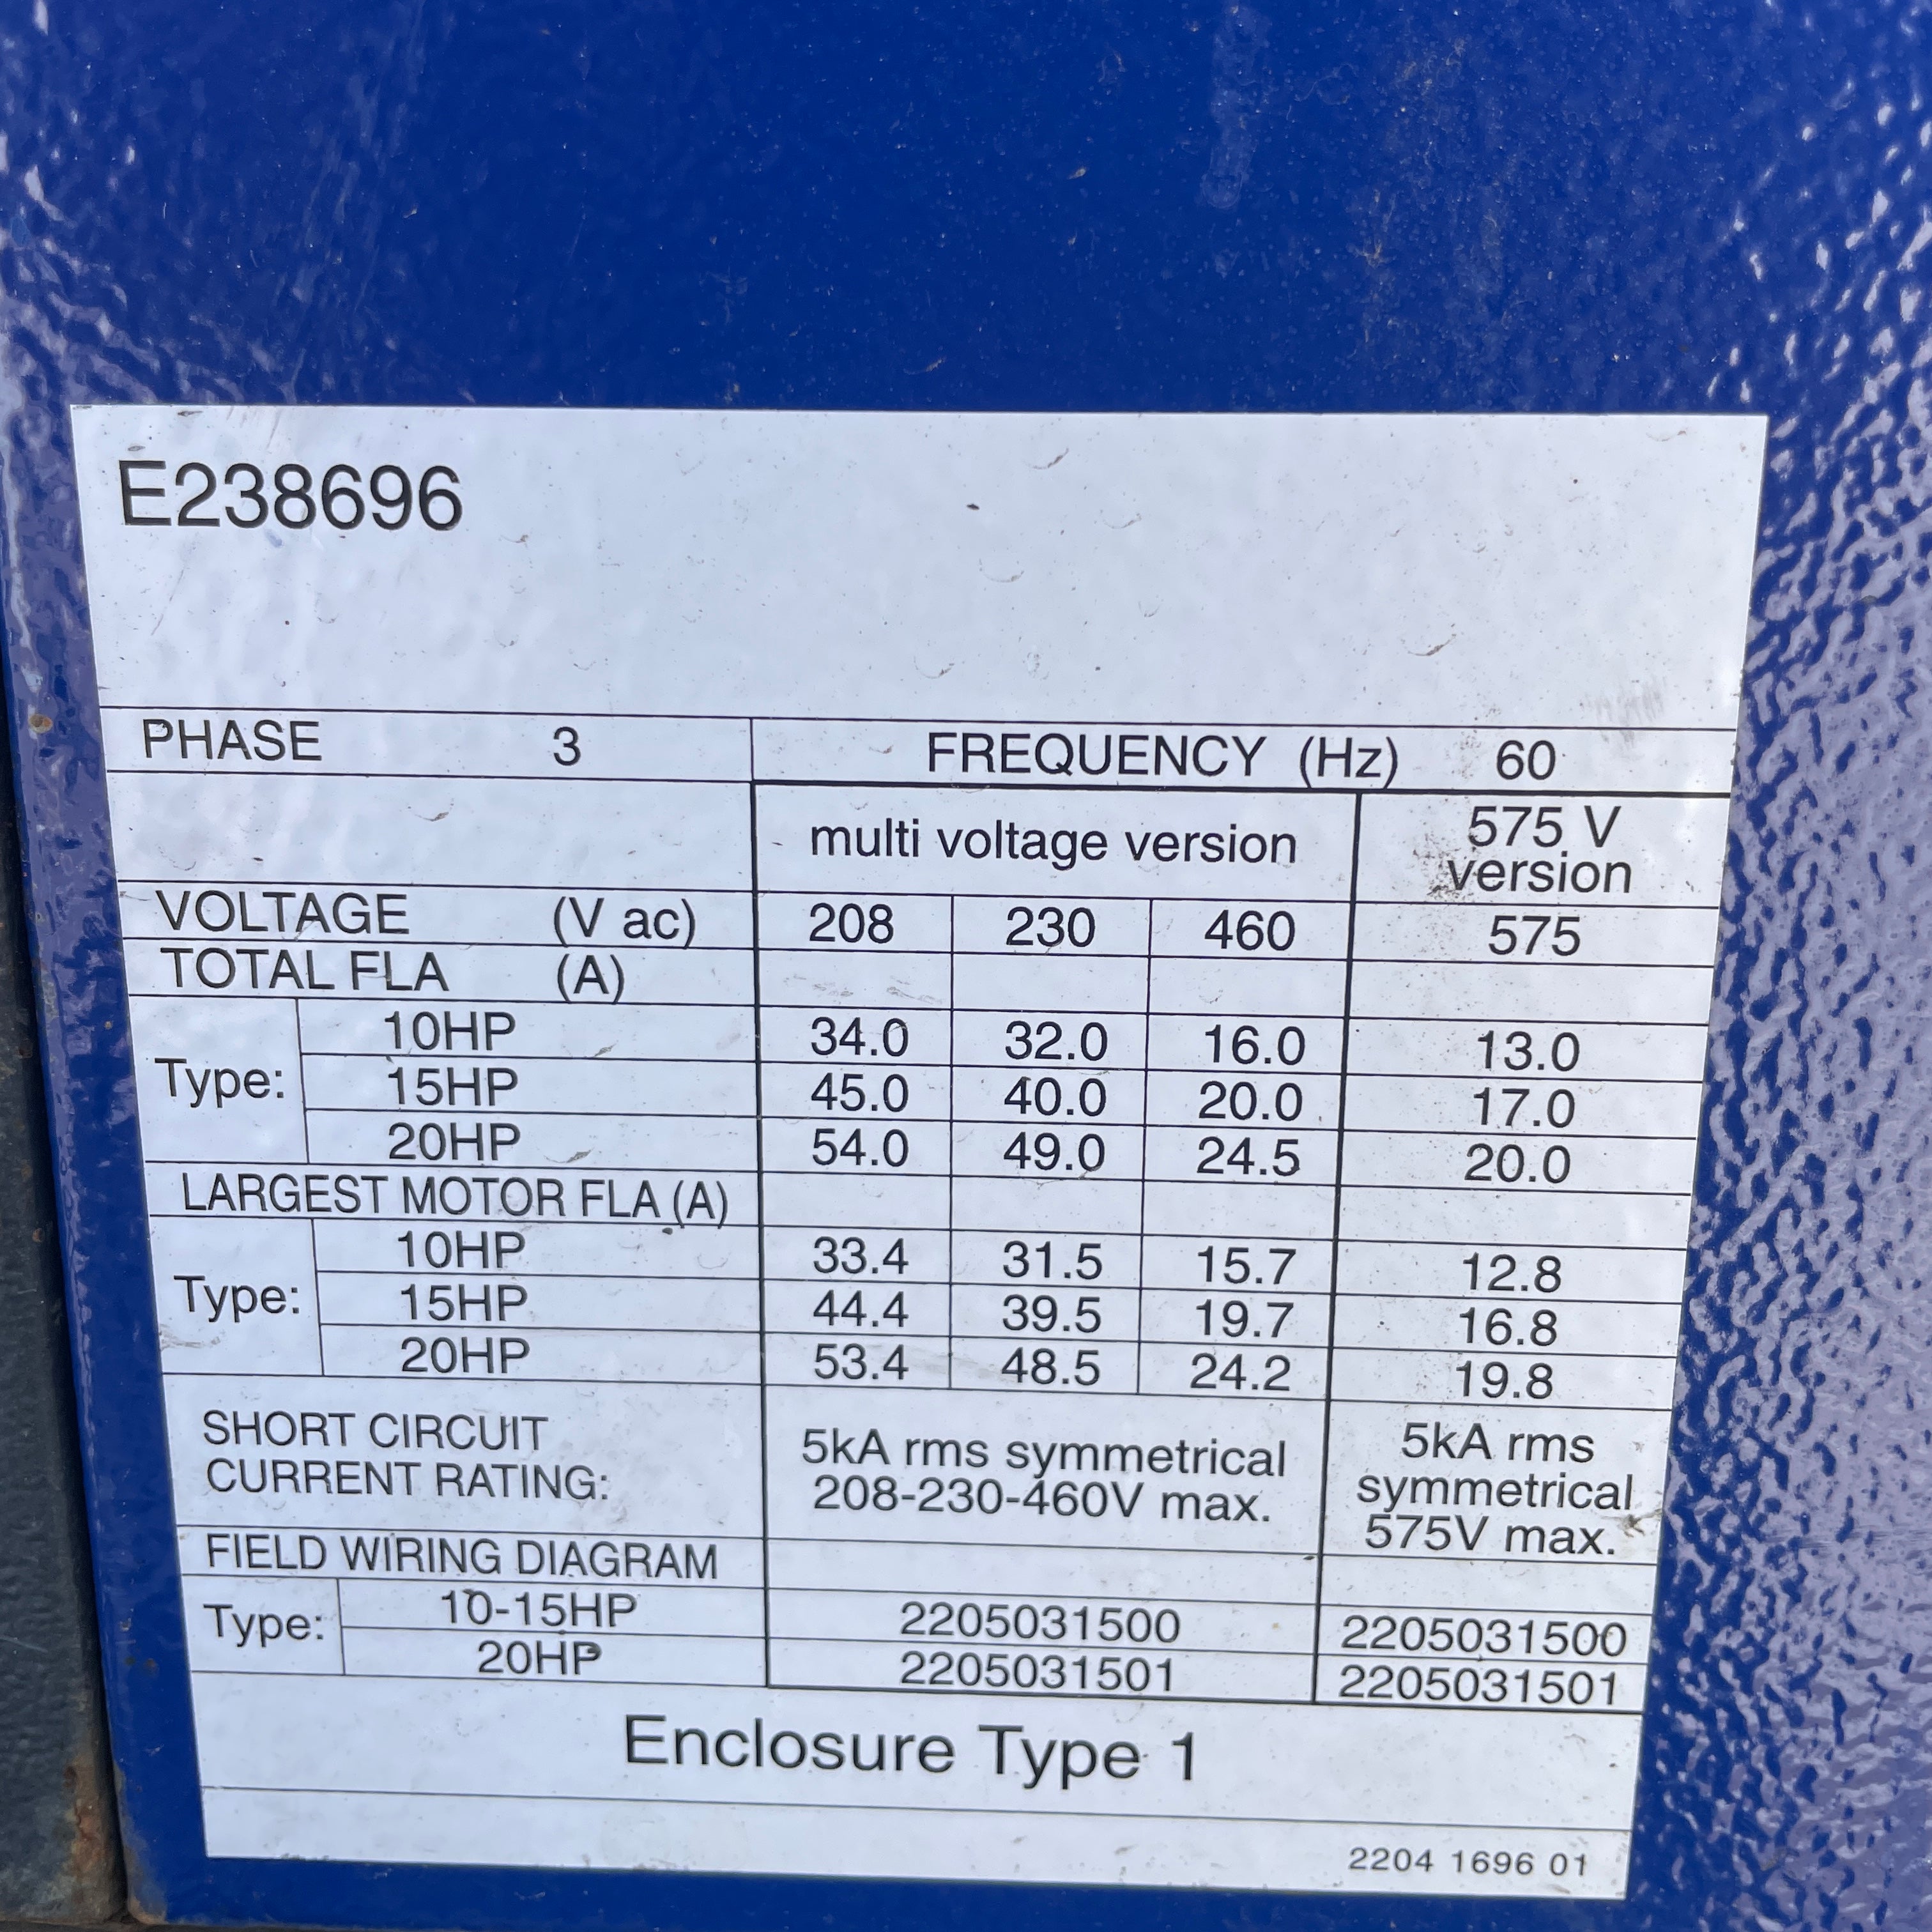 E238696
PHASE 3 FREQUENCY (Hz) 60
multi voltage version 575 V version
VOLTAGE (V ac) 208 230 460 575
TOTAL FLA (A)
Type: 10HP 34.0 32.0 16.0 13.0
15HP 45.0 40.0 20.0 17.0
20HP 54.0 49.0 24.5 20.0
LARGEST MOTOR FLA (A)
Type: 10HP 33.4 31.5 15.7 12.8
15HP 44.4 39.5 19.7 16.8
20HP 53.4 48.5 24.2 19.8
SHORT CIRCUIT
CURRENT RATING:
5kA rms symmetrical
208-230-460V max.
5kA rms
symmetrical
575V max.
FIELD WIRING DIAGRAM
Type: 10-15HP 2205031500 2205031500
20HP 2205031501 2205031501
Enclosure Type 1
2204 1696 01